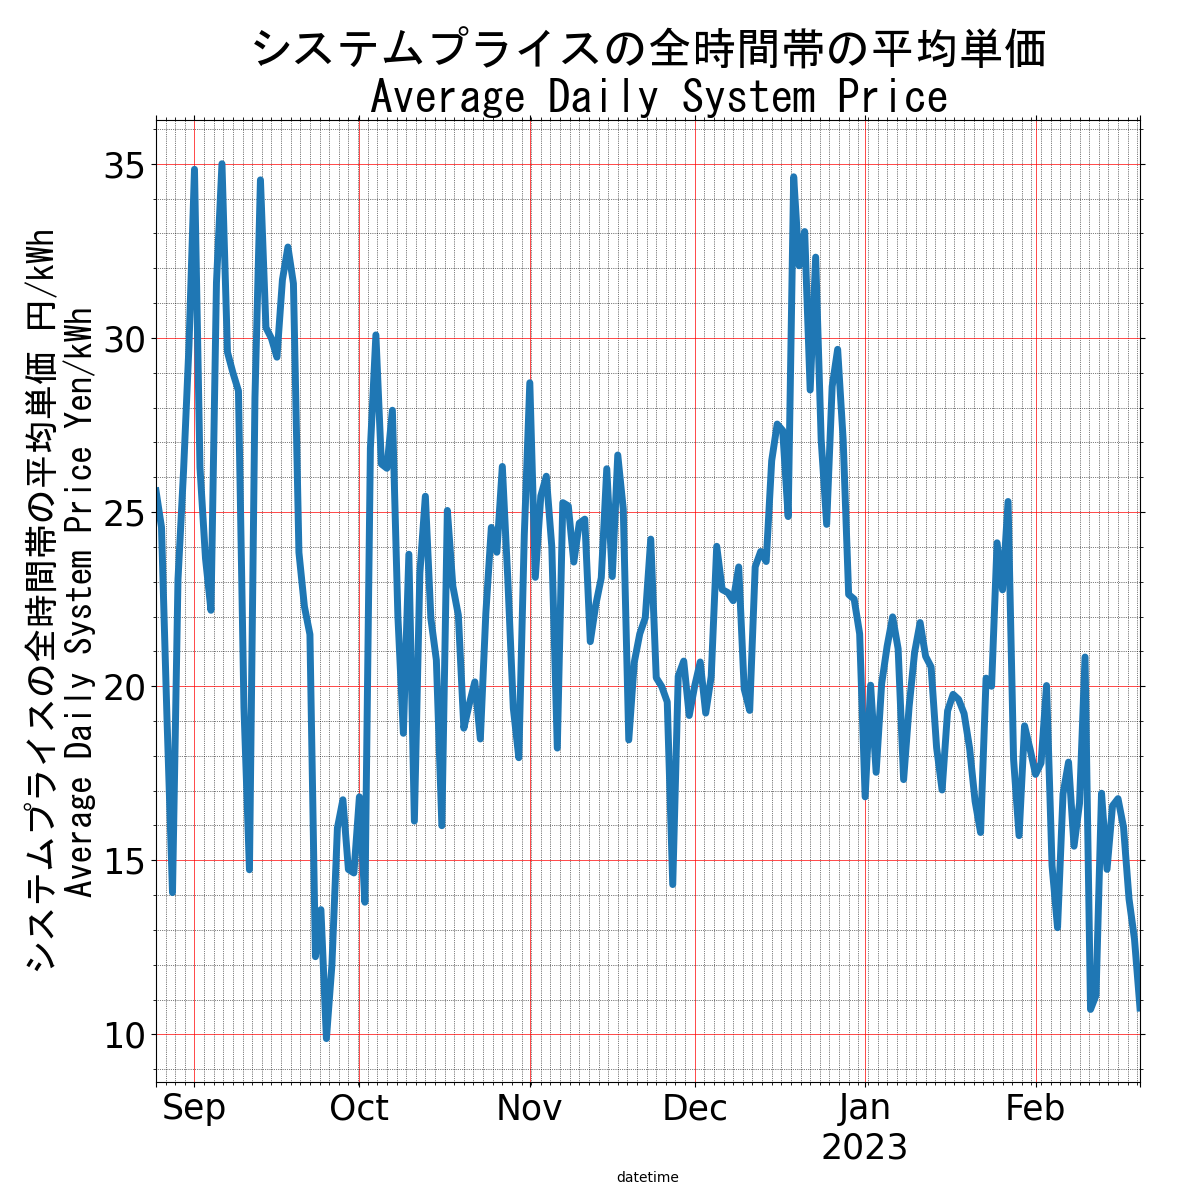 システムプライスの全時間帯の平均単価
Average Daily System Price
システムプライスの全時間帯の平均単価 円/kWh
Average Daily System Price Yen/kWh
35
30
25
20
15
10
Sep
Oct
Nov
Dec
Jan
2023
Feb
datetime